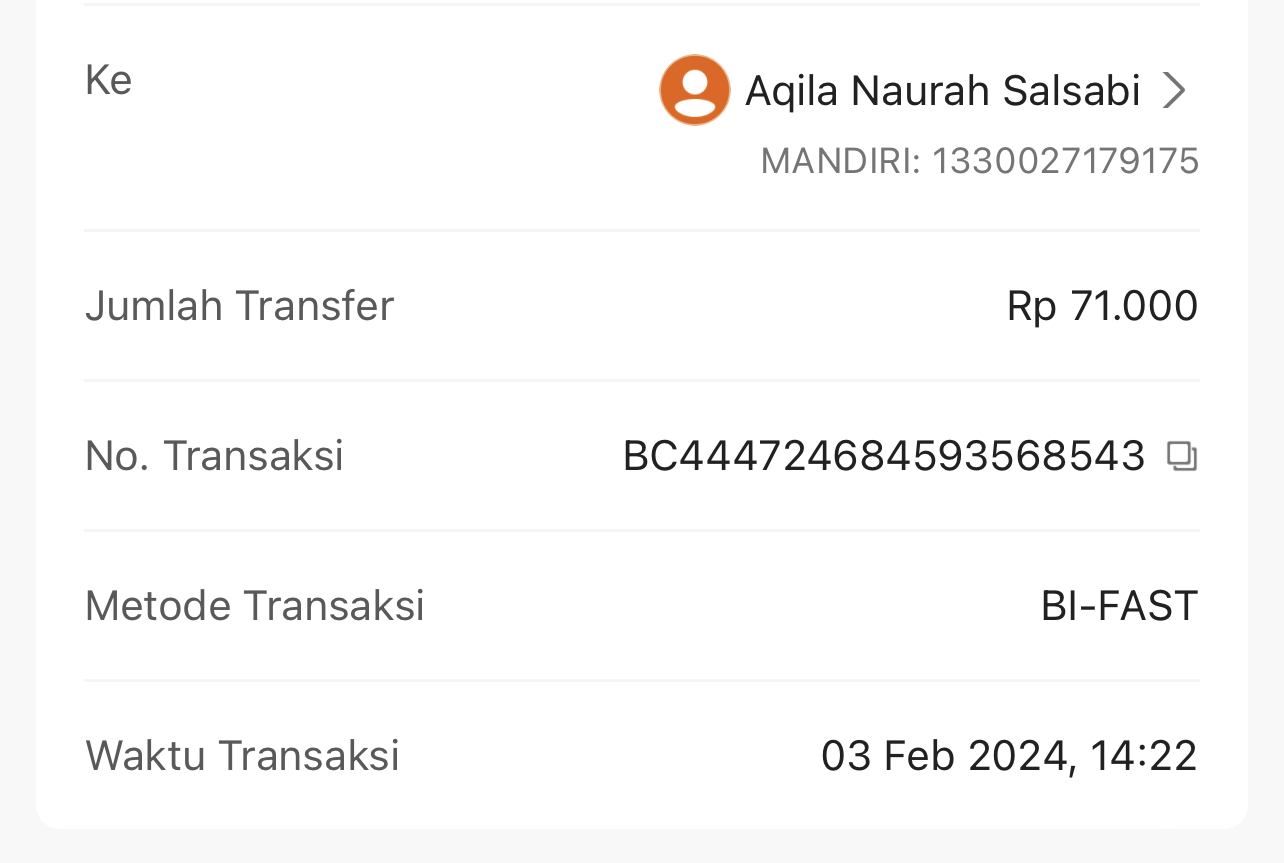 Ke
Aqila Naurah Salsabi
MANDIRI: 1330027179175
Jumlah Transfer Rp 71.000
No. Transaksi BC444724684593568543
Metode Transaksi BI-FAST
Waktu Transaksi 03 Feb 2024, 14:22